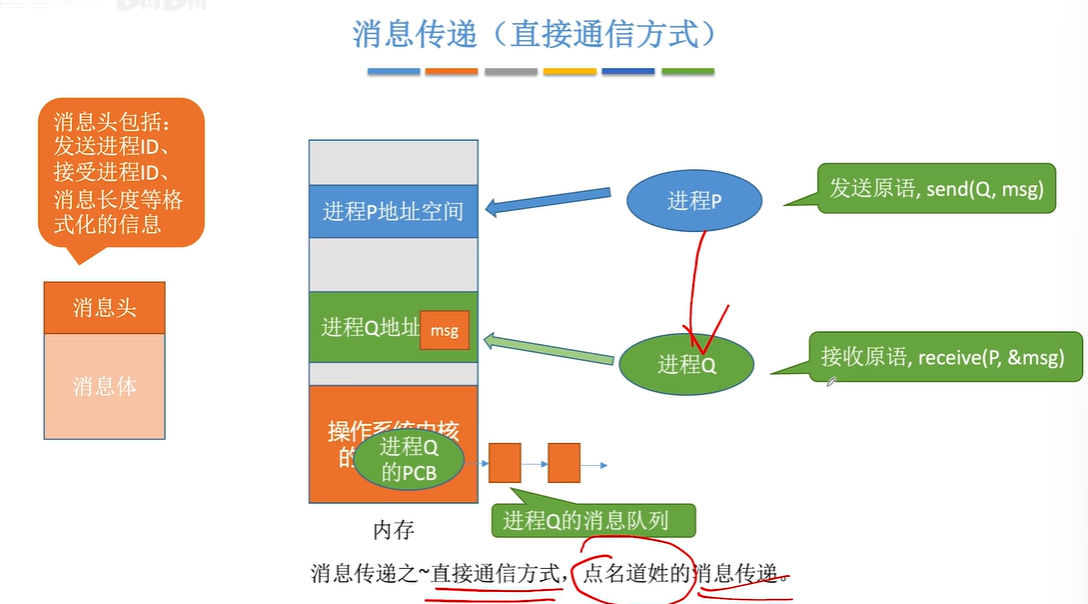 消息传递（直接通信方式）
消息头包括：
发送进程ID、
接受进程ID、
消息长度等格
式化的信息
消息头
消息体
进程P地址空间
进程Q地址
msg
操作系统内核
的
进程Q
的PCB
内存
进程P
发送原语, send(Q, msg)
进程Q
接收原语, receive(P, &msg)
进程Q的消息队列
消息传递之~直接通信方式，点名道姓的消息传递。